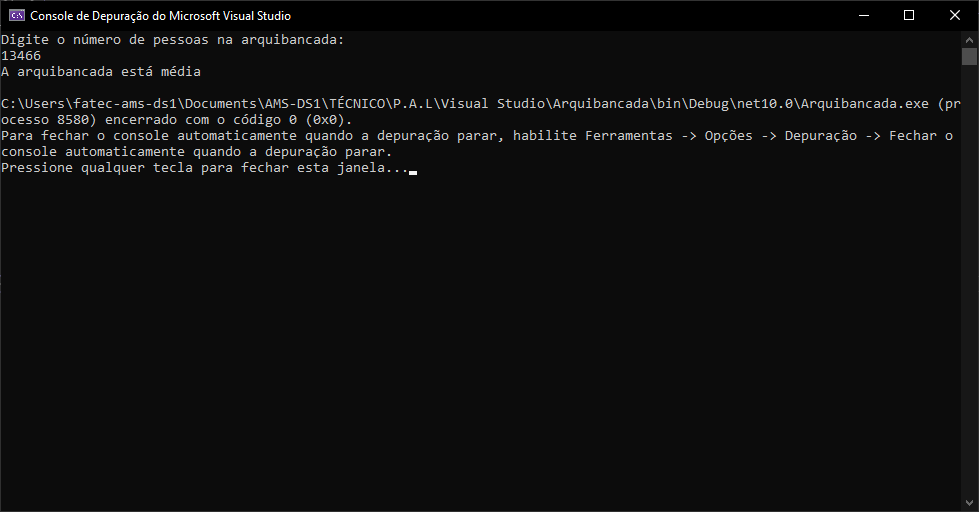 Console de Depuração do Microsoft Visual Studio
Digite o número de pessoas na arquibancada:
13466
A arquibancada está média
C:\Users\fatec-ams-ds1\Documents\AMS-DS1\TÉCNICO\P.A.L\Visual Studio\Arquibancada\bin\Debug\net10.0\Arquibancada.exe (pr
ocesso 8580) encerrado com o código 0 (0x0).
Para fechar o console automaticamente quando a depuração parar, habilite Ferramentas -> Opções -> Depuração -> Fechar o
console automaticamente quando a depuração parar.
Pressione qualquer tecla para fechar esta janela...